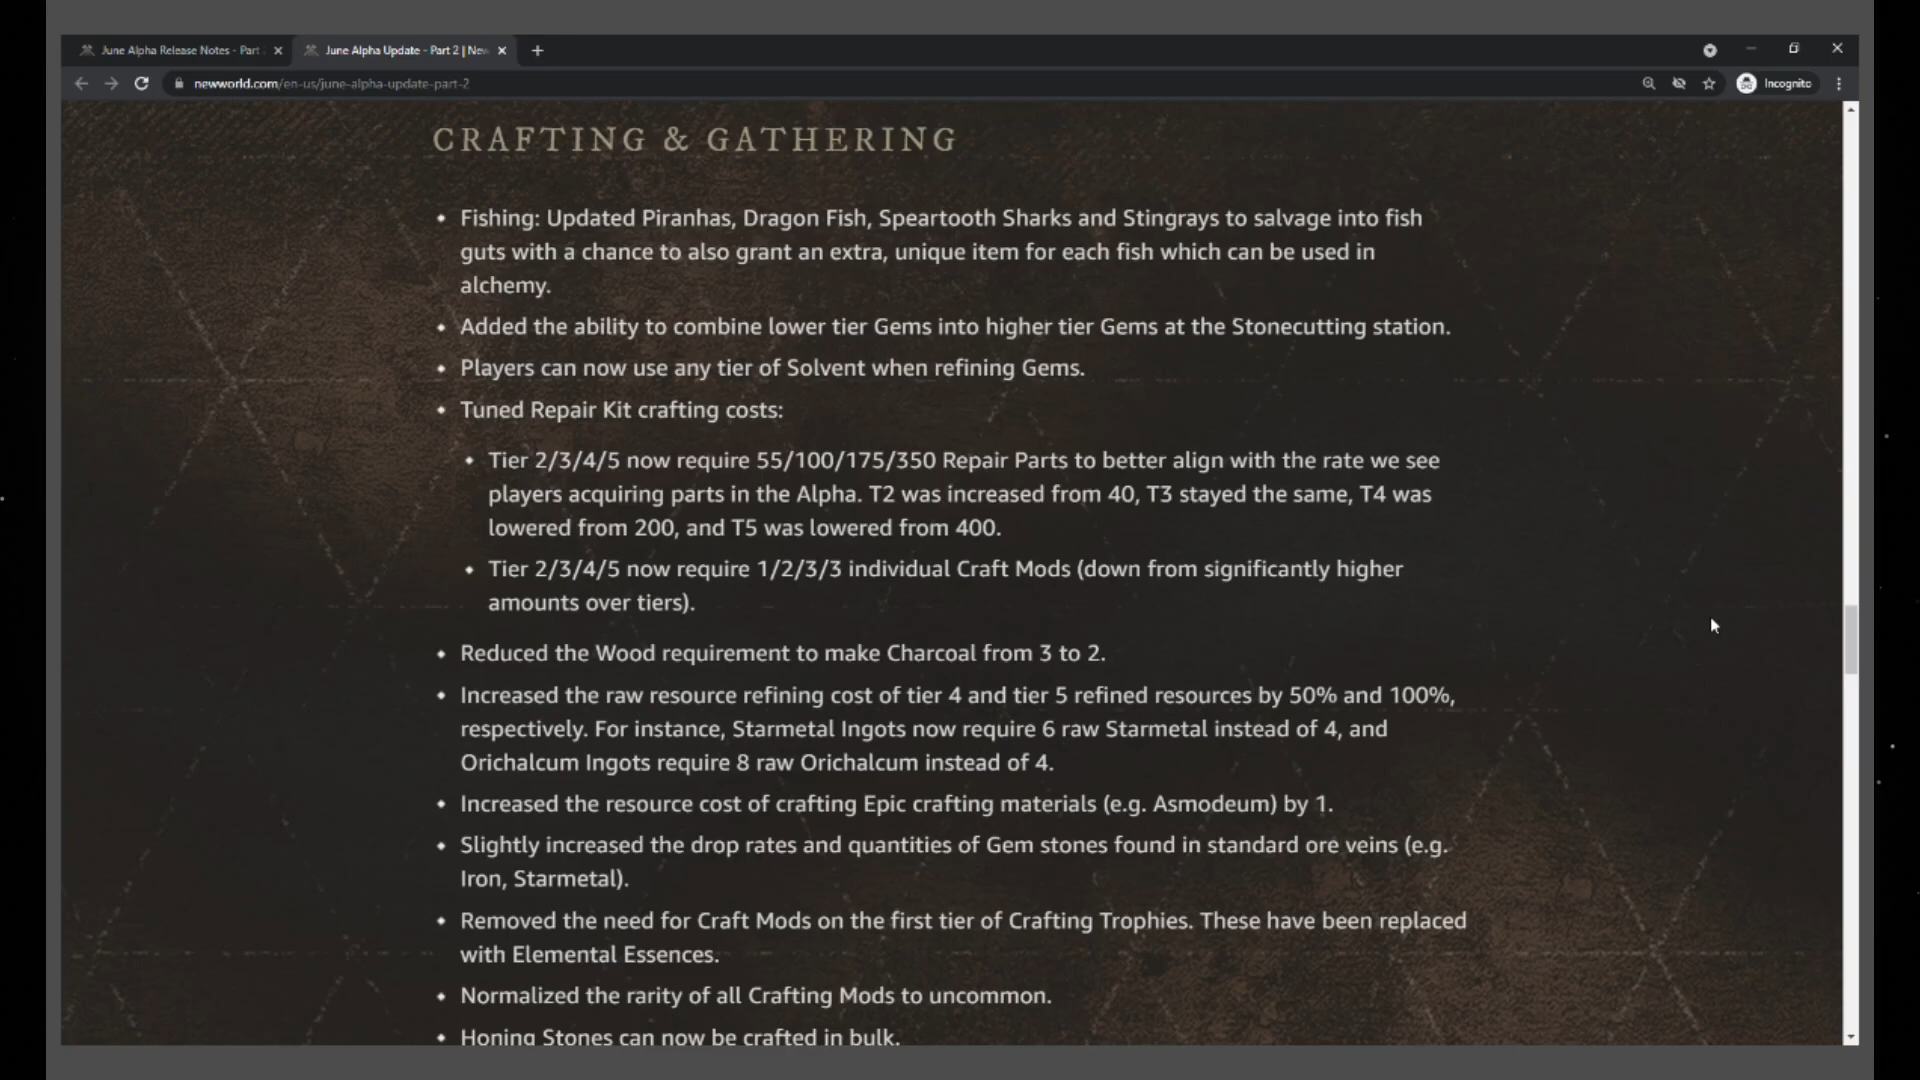 June Alpha Release Notes - Part
June Alpha Update - Part 2 | New
newworld.com/en-us/june-alpha-update-part-2
Incognito
CRAFTING & GATHERING
Fishing: Updated Piranhas, Dragon Fish, Speartooth Sharks and Stingrays to salvage into fish
guts with a chance to also grant an extra, unique item for each fish which can be used in
alchemy.
Added the ability to combine lower tier Gems into higher tier Gems at the Stonecutting station.
Players can now use any tier of Solvent when refining Gems.
Tuned Repair Kit crafting costs:
Tier 2/3/4/5 now require 55/100/175/350 Repair Parts to better align with the rate we see
players acquiring parts in the Alpha. T2 was increased from 40, T3 stayed the same, T4 was
lowered from 200, and T5 was lowered from 400.
Tier 2/3/4/5 now require 1/2/3/3 individual Craft Mods (down from significantly higher
amounts over tiers).
Reduced the Wood requirement to make Charcoal from 3 to 2.
Increased the raw resource refining cost of tier 4 and tier 5 refined resources by 50% and 100%,
respectively. For instance, Starmetal Ingots now require 6 raw Starmetal instead of 4, and
Orichalcum Ingots require 8 raw Orichalcum instead of 4.
Increased the resource cost of crafting Epic crafting materials (e.g. Asmodeum) by 1.
Slightly increased the drop rates and quantities of Gem stones found in standard ore veins (e.g.
Iron, Starmetal).
Removed the need for Craft Mods on the first tier of Crafting Trophies. These have been replaced
with Elemental Essences.
Normalized the rarity of all Crafting Mods to uncommon.
Honing Stones can now be crafted in bulk.